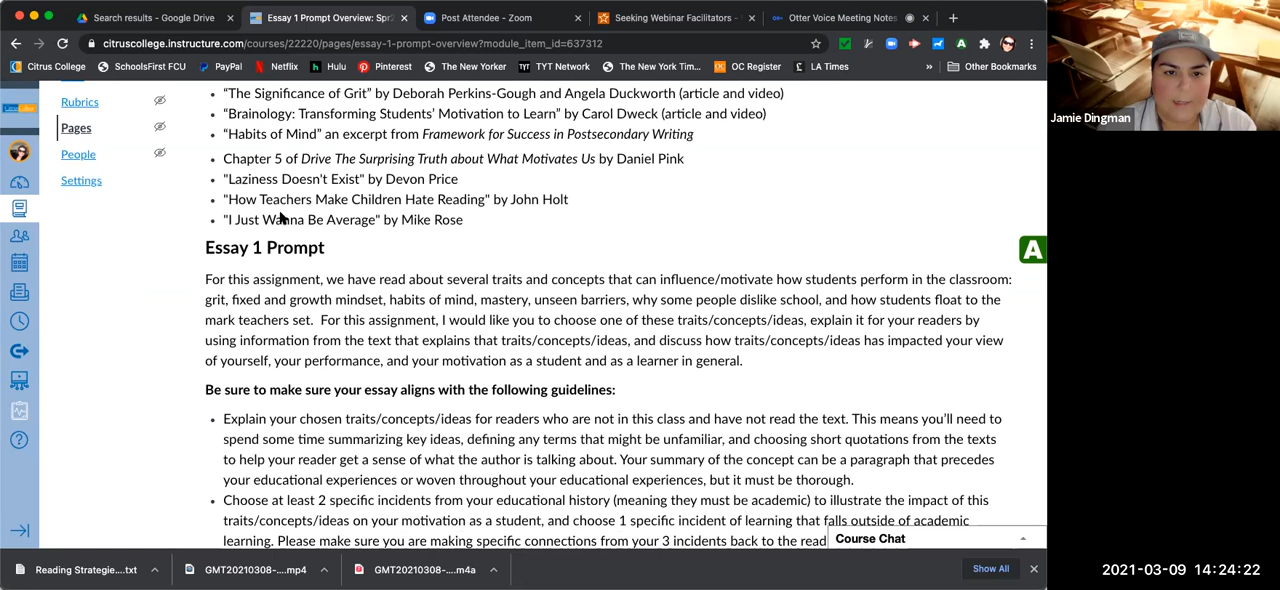 Search results - Google Drive
Essay 1 Prompt Overview: Spr2
Post Attendee - Zoom
Seeking Webinar Facilitators -
Otter Voice Meeting Notes
citruscollege.instructure.com/courses/22220/pages/essay-1-prompt-overview?module_item_id=637312
Citrus College
SchoolsFirst FCU
PayPal
Netflix
Hulu
Pinterest
The New Yorker
TYT Network
The New York Tim...
OC Register
LA Times
»
Other Bookmarks
Rubrics
Pages
People
Settings
• “The Significance of Grit” by Deborah Perkins-Gough and Angela Duckworth (article and video)
• “Brainology: Transforming Students’ Motivation to Learn” by Carol Dweck (article and video)
• “Habits of Mind” an excerpt from Framework for Success in Postsecondary Writing
• Chapter 5 of Drive The Surprising Truth about What Motivates Us by Daniel Pink
• "Laziness Doesn't Exist" by Devon Price
• "How Teachers Make Children Hate Reading" by John Holt
• "I Just Wanna Be Average" by Mike Rose
Essay 1 Prompt
For this assignment, we have read about several traits and concepts that can influence/motivate how students perform in the classroom:
grit, fixed and growth mindset, habits of mind, mastery, unseen barriers, why some people dislike school, and how students float to the
mark teachers set. For this assignment, I would like you to choose one of these traits/concepts/ideas, explain it for your readers by
using information from the text that explains that traits/concepts/ideas, and discuss how traits/concepts/ideas has impacted your view
of yourself, your performance, and your motivation as a student and as a learner in general.
Be sure to make sure your essay aligns with the following guidelines:
• Explain your chosen traits/concepts/ideas for readers who are not in this class and have not read the text. This means you’ll need to
spend some time summarizing key ideas, defining any terms that might be unfamiliar, and choosing short quotations from the texts
to help your reader get a sense of what the author is talking about. Your summary of the concept can be a paragraph that precedes
your educational experiences or woven throughout your educational experiences, but it must be thorough.
• Choose at least 2 specific incidents from your educational history (meaning they must be academic) to illustrate the impact of this
traits/concepts/ideas on your motivation as a student, and choose 1 specific incident of learning that falls outside of academic
learning. Please make sure you are making specific connections from your 3 incidents back to the read
Course Chat
A
Reading Strategie....txt
GMT20210308-....mp4
GMT20210308-....m4a
Show All
Jamie Dingman
2021-03-09 14:24:22